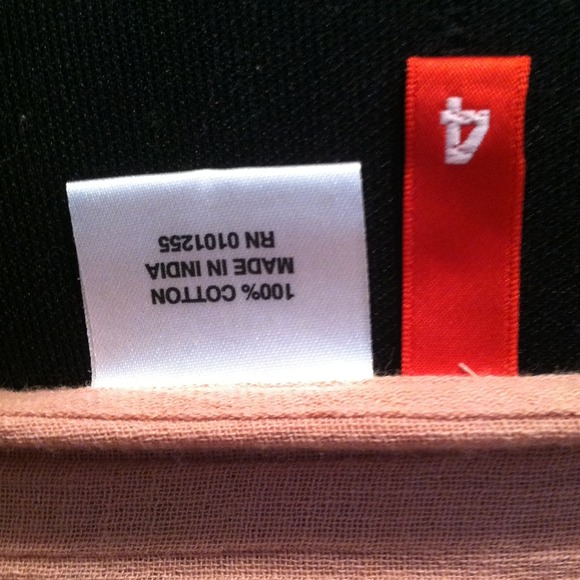 100% COTTON
MADE IN INDIA
RN 0101255
4